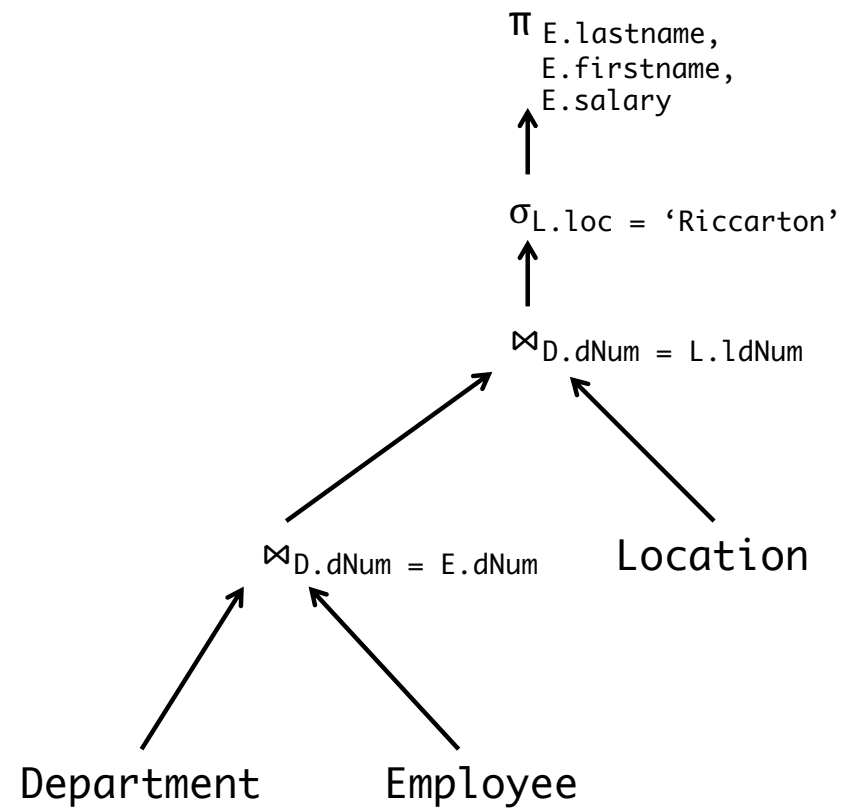 π E.lastname,
E.firstname,
E.salary
σL.loc = ‘Riccarton’
⋈D.dNum = L.ldNum
⋈D.dNum = E.dNum
Location
Department
Employee